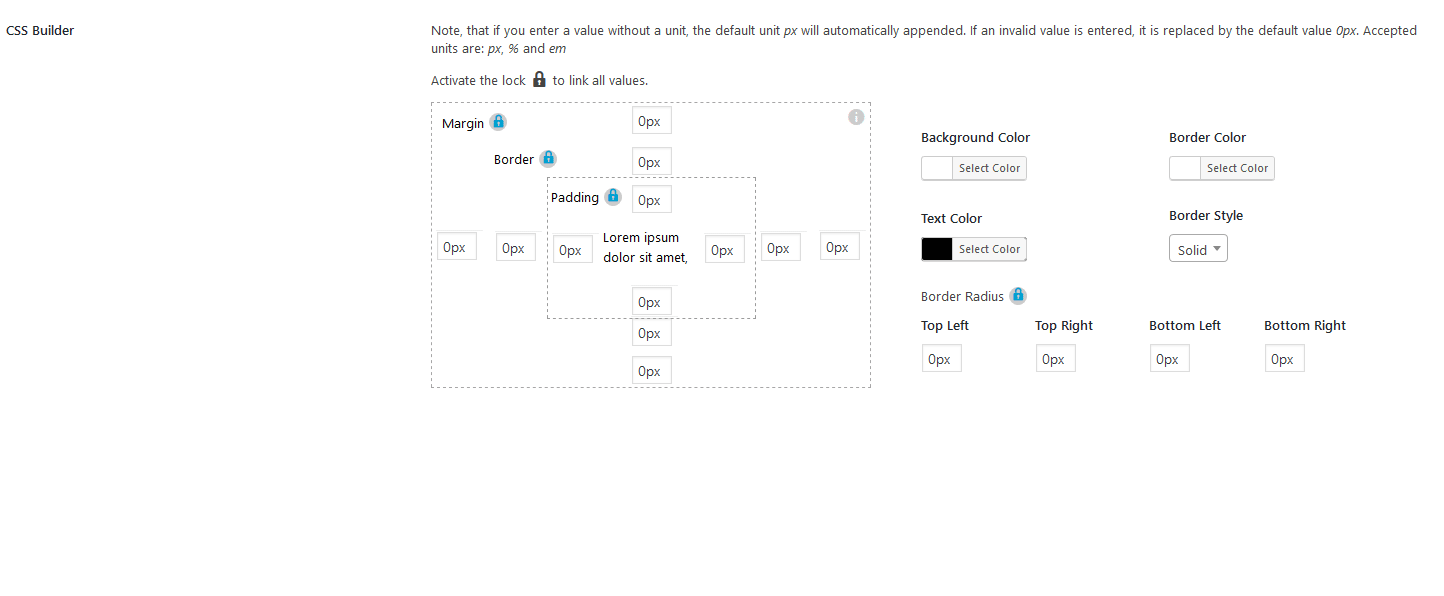 CSS Builder
Note, that if you enter a value without a unit, the default unit px will automatically appended. If an invalid value is entered, it is replaced by the default value 0px. Accepted
units are: px, % and em
Activate the lock to link all values.
Margin
0px
Border
0px
Padding
0px
0px
0px
0px
Lorem ipsum
dolor sit amet,
0px
0px
0px
0px
0px
0px
Background Color
Select Color
Border Color
Select Color
Text Color
Select Color
Border Style
Solid
Border Radius
Top Left
Top Right
Bottom Left
Bottom Right
0px
0px
0px
0px